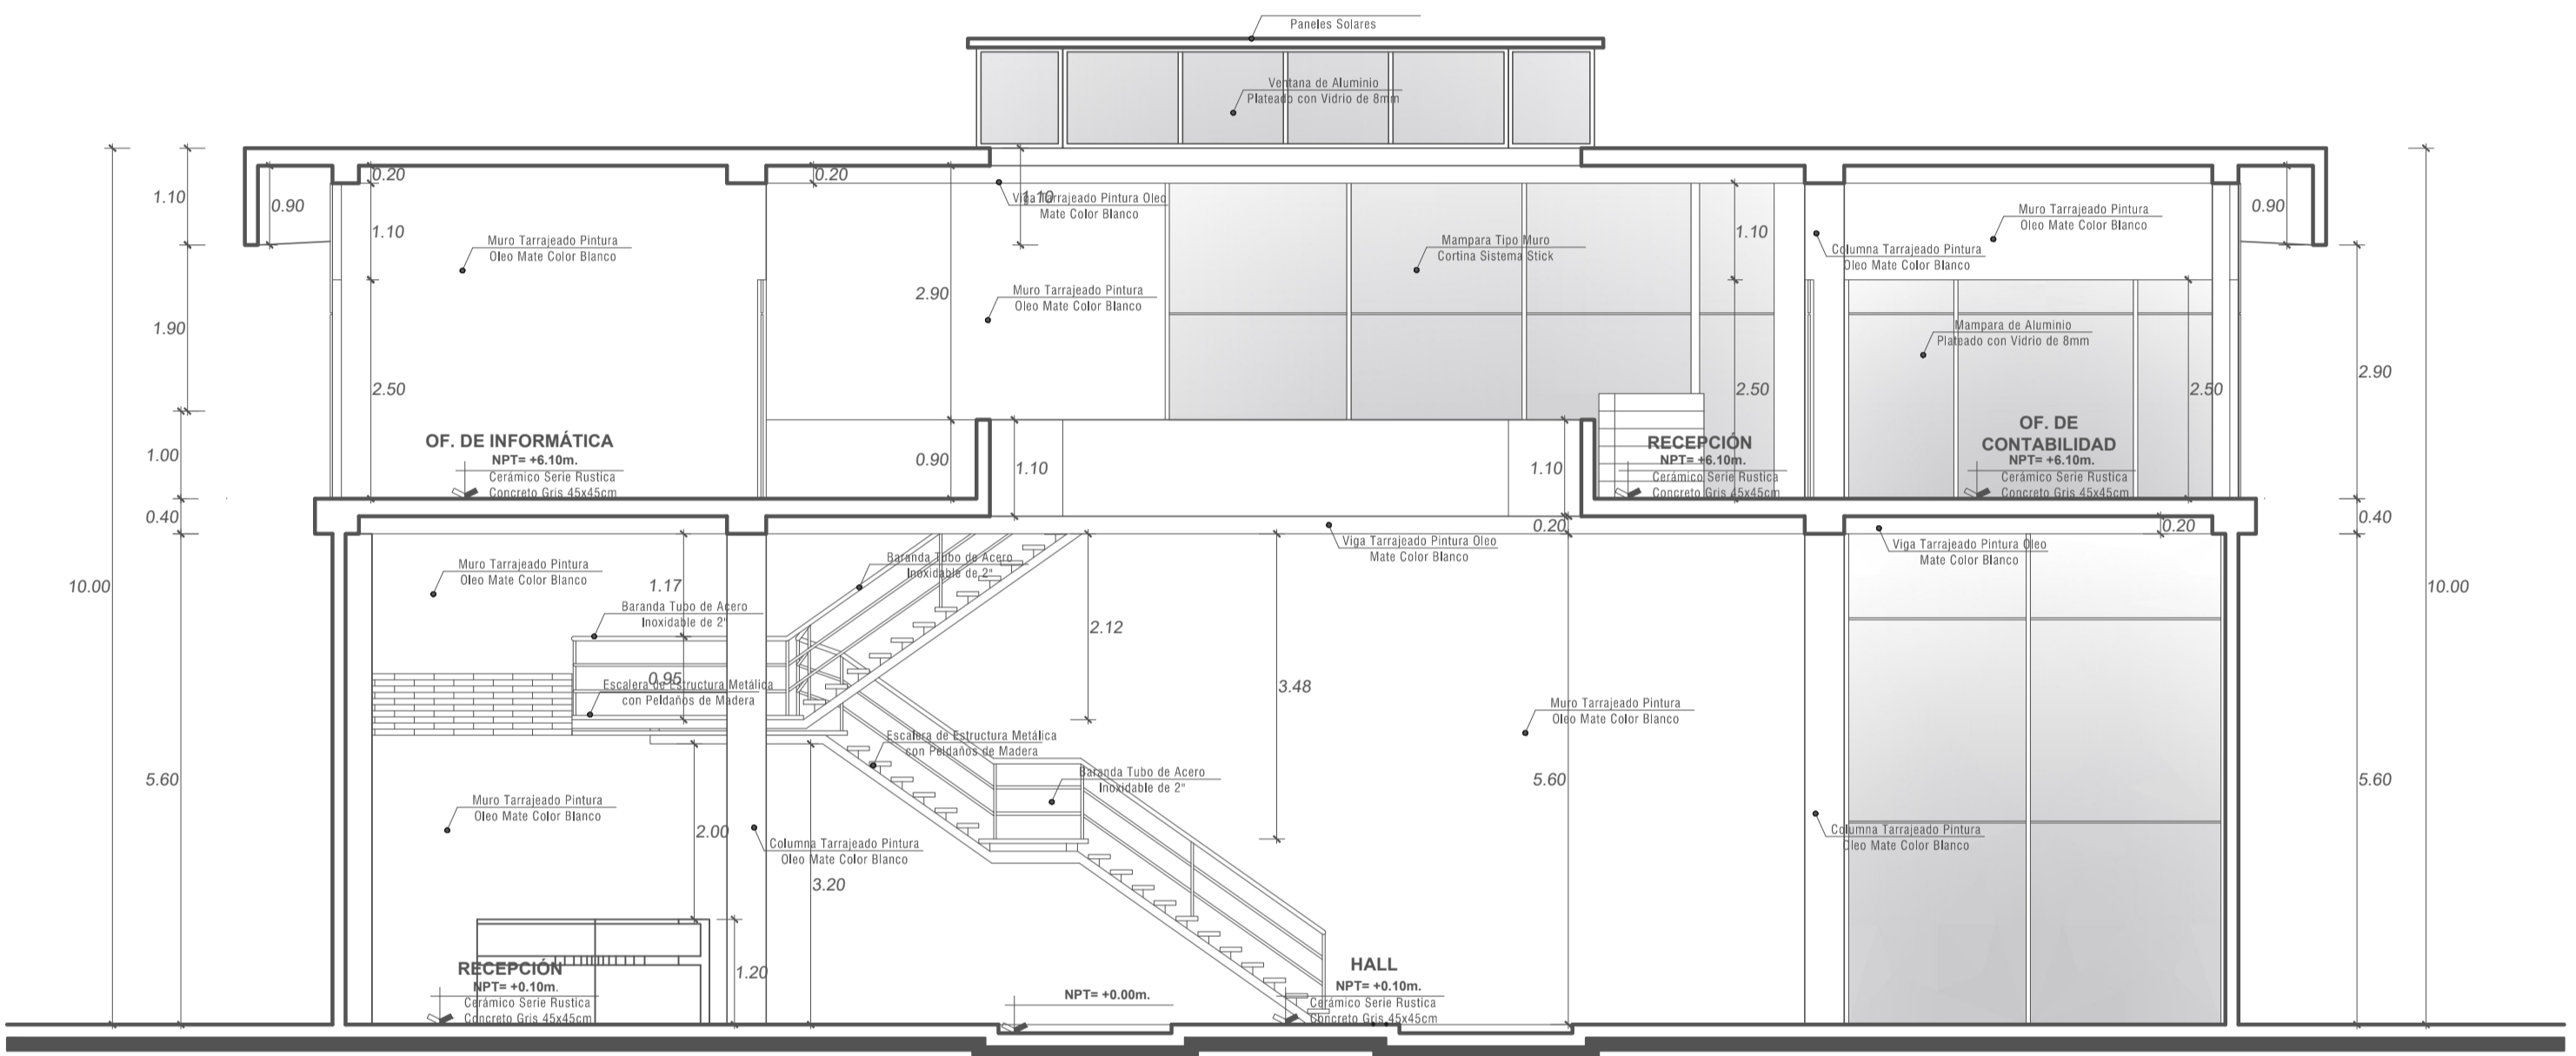 Paneles Solares
Ventana de Aluminio
Plateado con Vidrio de 8mm
0.20
0.20
1.10
0.90
1.10
1.10
Viga Tarrajeado Pintura Oleo
Mate Color Blanco
Muro Tarrajeado Pintura
Oleo Mate Color Blanco
Muro Tarrajeado Pintura
Oleo Mate Color Blanco
2.90
Mampara Tipo Muro
Cortina Sistema Stick
1.10
Columna Tarrajeado Pintura
Oleo Mate Color Blanco
Muro Tarrajeado Pintura
Oleo Mate Color Blanco
0.90
1.90
2.50
Mampara de Aluminio
Plateado con Vidrio de 8mm
2.50
2.50
2.90
1.00
OF. DE INFORMÁTICA
NPT= +6.10m.
Cerámico Serie Rustica
Concreto Gris 45x45cm
0.90
1.10
1.10
RECEPCIÓN
NPT= +6.10m.
Cerámico Serie Rustica
Concreto Gris 45x45cm
OF. DE
CONTABILIDAD
NPT= +6.10m.
Cerámico Serie Rustica
Concreto Gris 45x45cm
0.40
0.20
0.20
0.40
Viga Tarrajeado Pintura Oleo
Mate Color Blanco
Viga Tarrajeado Pintura Oleo
Mate Color Blanco
10.00
Muro Tarrajeado Pintura
Oleo Mate Color Blanco
1.17
Baranda Tubo de Acero
Inoxidable de 2"
Baranda Tubo de Acero
Inoxidable de 2"
2.12
10.00
0.95
Escalera de Estructura Metálica
con Peldaños de Madera
3.48
Muro Tarrajeado Pintura
Oleo Mate Color Blanco
Escalera de Estructura Metálica
con Peldaños de Madera
5.60
Baranda Tubo de Acero
Inoxidable de 2"
5.60
5.60
Muro Tarrajeado Pintura
Oleo Mate Color Blanco
2.00
Columna Tarrajeado Pintura
Oleo Mate Color Blanco
Columna Tarrajeado Pintura
Oleo Mate Color Blanco
3.20
RECEPCIÓN
NPT= +0.10m.
Cerámico Serie Rustica
Concreto Gris 45x45cm
1.20
NPT= +0.00m.
HALL
NPT= +0.10m.
Cerámico Serie Rustica
Concreto Gris 45x45cm